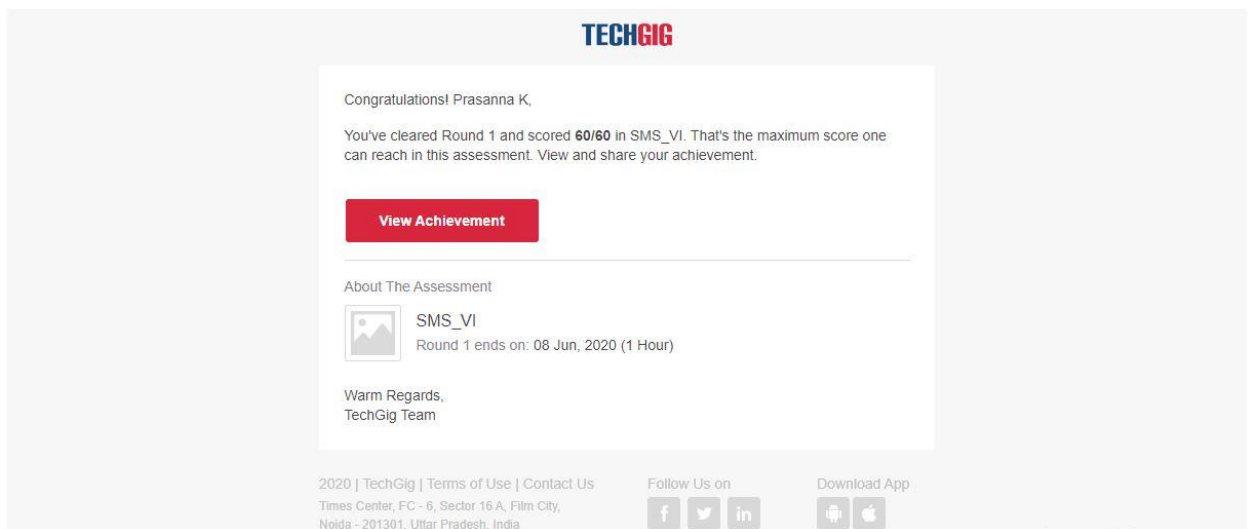 TECHGIG
Congratulations! Prasanna K,
You've cleared Round 1 and scored 60/60 in SMS_VI. That's the maximum score one
can reach in this assessment. View and share your achievement.
View Achievement
About The Assessment
SMS_VI
Round 1 ends on: 08 Jun, 2020 (1 Hour)
Warm Regards,
TechGig Team
2020 | TechGig | Terms of Use | Contact Us
Times Center, FC - 6, Sector 16 A, Film City,
Noida - 201301, Uttar Pradesh, India
Follow Us on
Download App